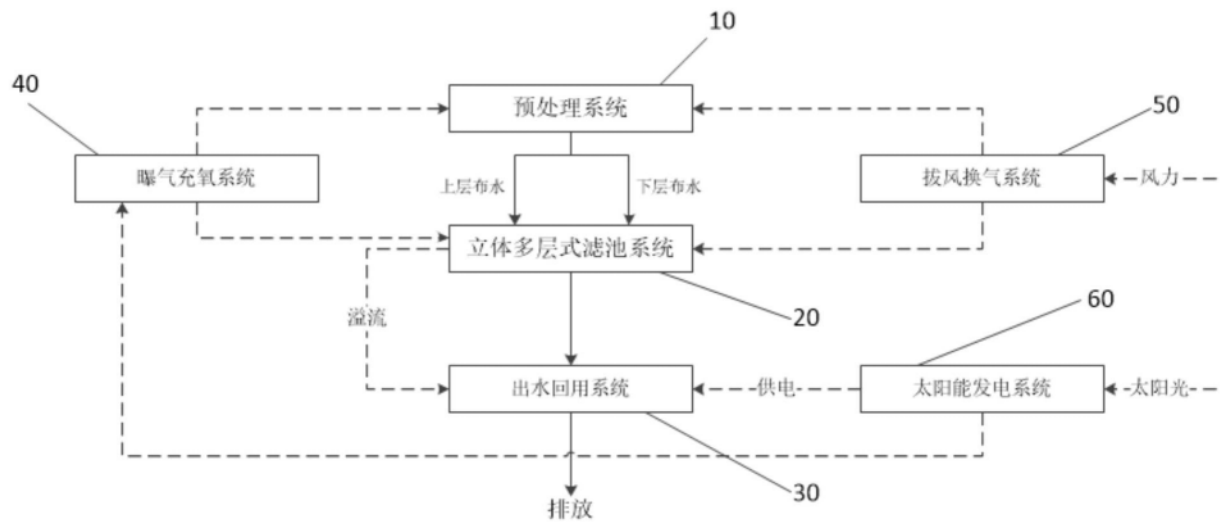 10
40
预处理系统
50
曝气充氧系统
上层布水
下层布水
拔风换气系统
风力
立体多层式滤池系统
溢流
20
60
出水回用系统
供电
太阳能发电系统
太阳光
30
排放